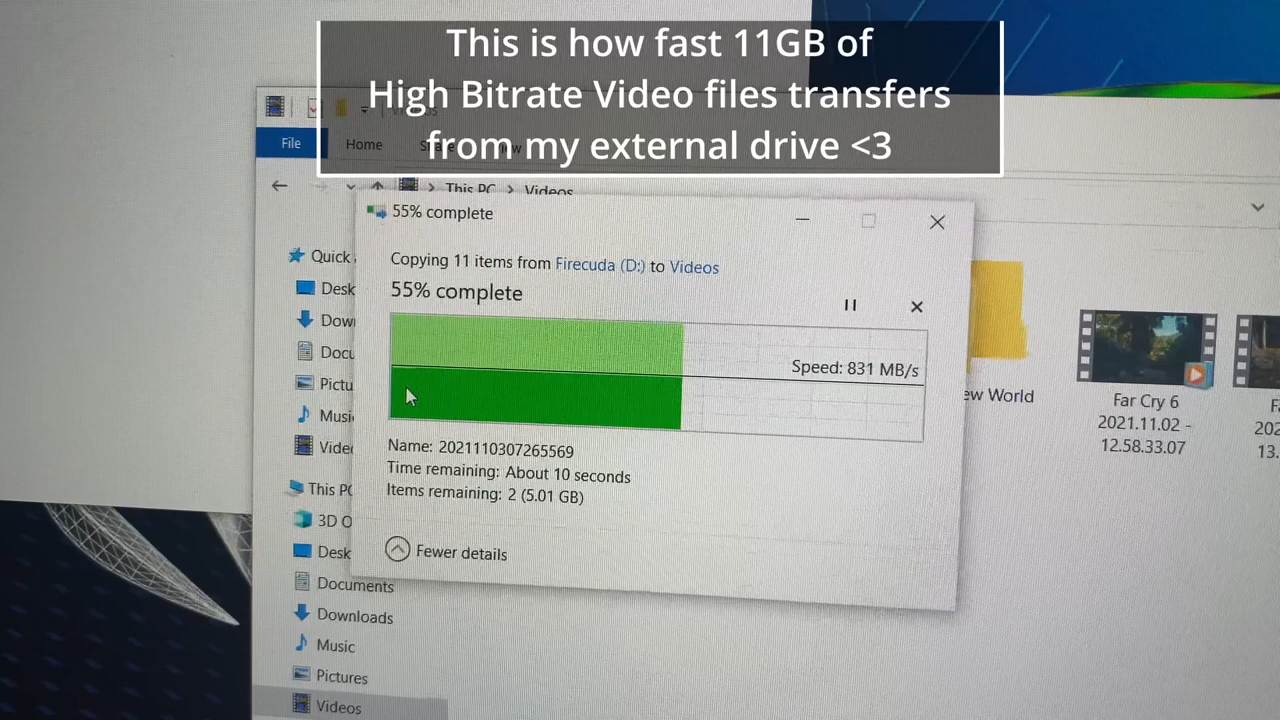 This is how fast 11GB of
High Bitrate Video files transfers
from my external drive <3
File
Home
This PC > Videos
55% complete
Copying 11 items from Firecuda (D:) to Videos
55% complete
Speed: 831 MB/s
Name: 2021110307265569
Time remaining: About 10 seconds
Items remaining: 2 (5.01 GB)
Fewer details
Quick
Desk
Dow
Docu
Pictu
Musi
Vide
This PC
3D O
Desk
Documents
Downloads
Music
Pictures
Videos
ew World
Far Cry 6
2021.11.02 -
12.58.33.07
Fa
202
13.